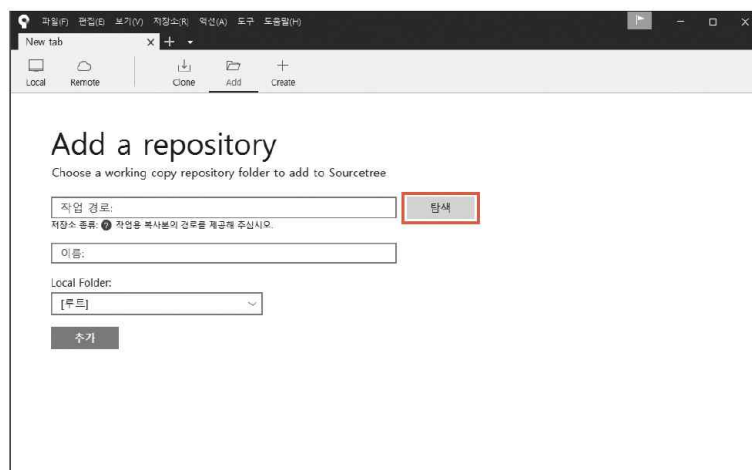 파일(F) 편집(E) 보기(V) 저장소(R) 액션(A) 도구 도움말(H)
New tab
Local Remote Clone Add Create
Add a repository
Choose a working copy repository folder to add to Sourcetree
작업 경로: 탐색
저장소 종류: ? 작업용 복사본의 경로를 제공해 주십시오.
이름:
Local Folder:
[루트]
추가